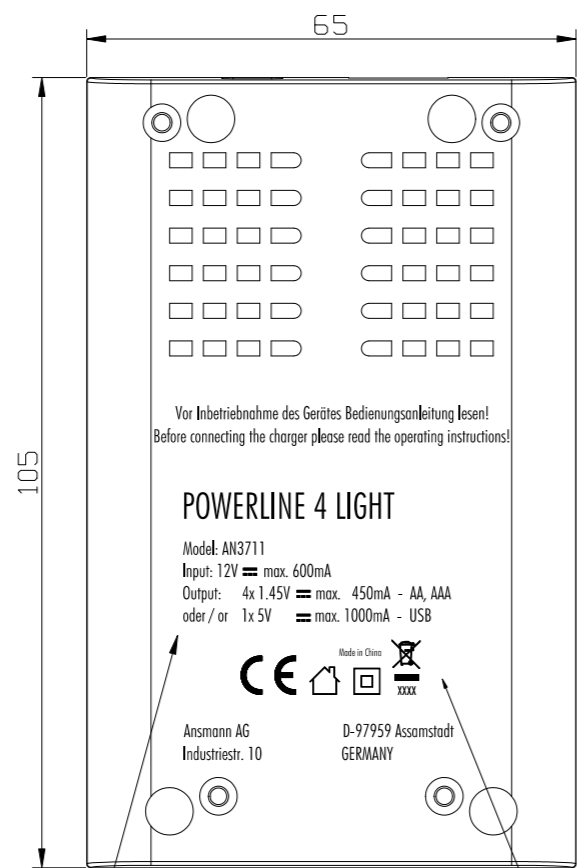 65
105
Vor Inbetriebnahme des Gerätes Bedienungsanleitung lesen!
Before connecting the charger please read the operating instructions!
POWERLINE 4 LIGHT
Model: AN3711
Input: 12V max. 600mA
Output: 4x 1.45V max. 450mA - AA, AAA
oder / or 1x 5V max. 1000mA - USB
Made in China
CE
XXXX
Ansmann AG D-97959 Assamstadt
Industriestr. 10 GERMANY